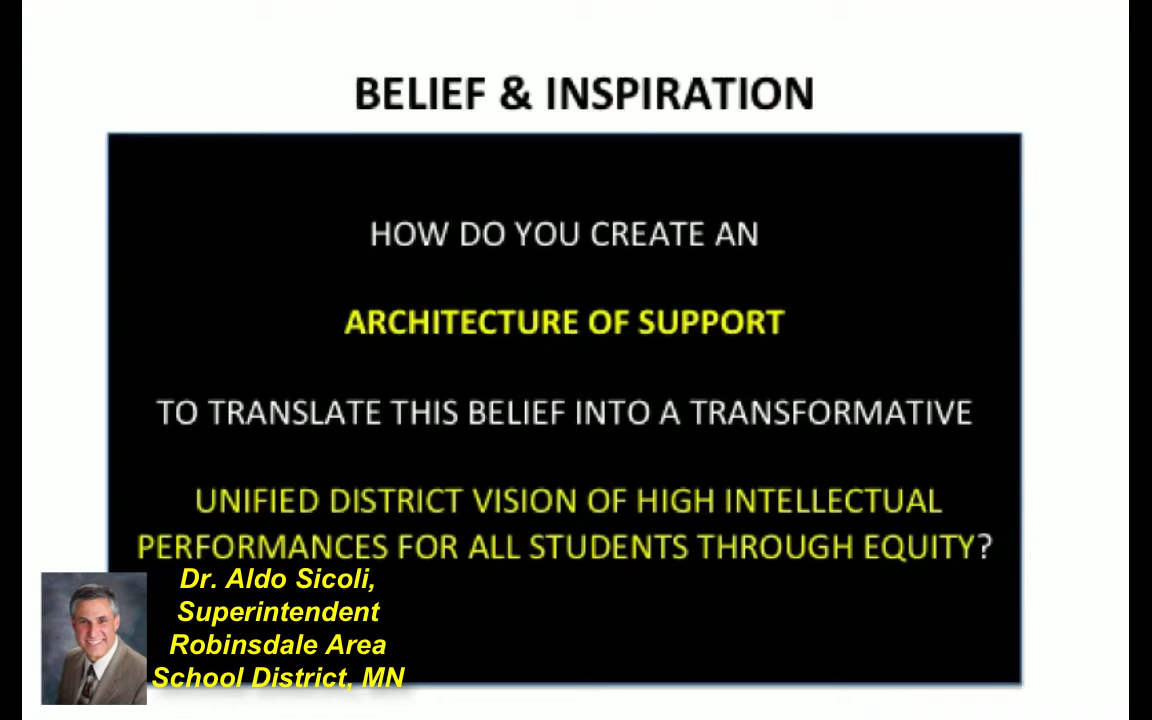 BELIEF & INSPIRATION
HOW DO YOU CREATE AN
ARCHITECTURE OF SUPPORT
TO TRANSLATE THIS BELIEF INTO A TRANSFORMATIVE
UNIFIED DISTRICT VISION OF HIGH INTELLECTUAL
PERFORMANCES FOR ALL STUDENTS THROUGH EQUITY?
Dr. Aldo Sicoli,
Superintendent
Robinsdale Area
School District, MN